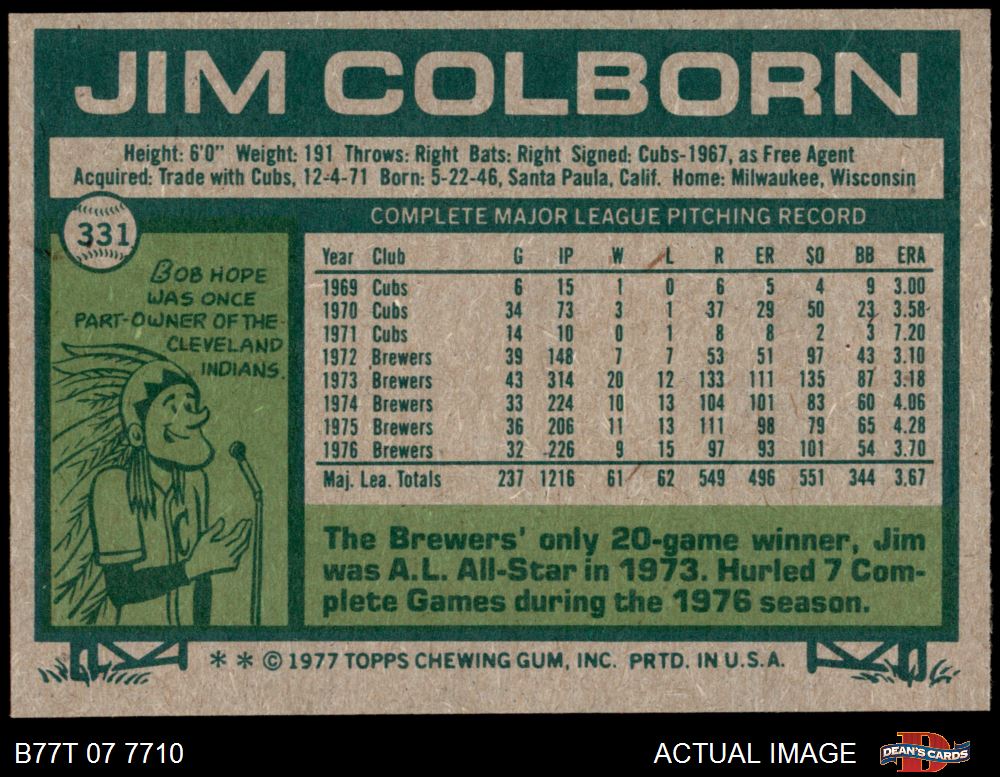 JIM COLBORN
Height: 6'0" Weight: 191 Throws: Right Bats: Right Signed: Cubs-1967, as Free Agent
Acquired: Trade with Cubs, 12-4-71 Born: 5-22-46, Santa Paula, Calif. Home: Milwaukee, Wisconsin
331
BOB HOPE
WAS ONCE
PART-OWNER OF THE
CLEVELAND
INDIANS.
C
COMPLETE MAJOR LEAGUE PITCHING RECORD
Year Club G IP W L R ER SO BB ERA
1969 Cubs 6 15 1 0 6 5 4 9 3.00
1970 Cubs 34 73 3 1 37 29 50 23 3.58
1971 Cubs 14 10 0 1 8 8 2 3 7.20
1972 Brewers 39 148 7 7 53 51 97 43 3.10
1973 Brewers 43 314 20 12 133 111 135 87 3.18
1974 Brewers 33 224 10 13 104 101 83 60 4.06
1975 Brewers 36 206 11 13 111 98 79 65 4.28
1976 Brewers 32 226 9 15 97 93 101 54 3.70
Maj. Lea. Totals 237 1216 61 62 549 496 551 344 3.67
The Brewers' only 20-game winner, Jim
was A.L. All-Star in 1973. Hurled 7 Com-
plete Games during the 1976 season.
* * © 1977 TOPPS CHEWING GUM, INC. PRTD. IN U.S.A.
B77T 07 7710
ACTUAL IMAGE
D
DEAN'S CARDS